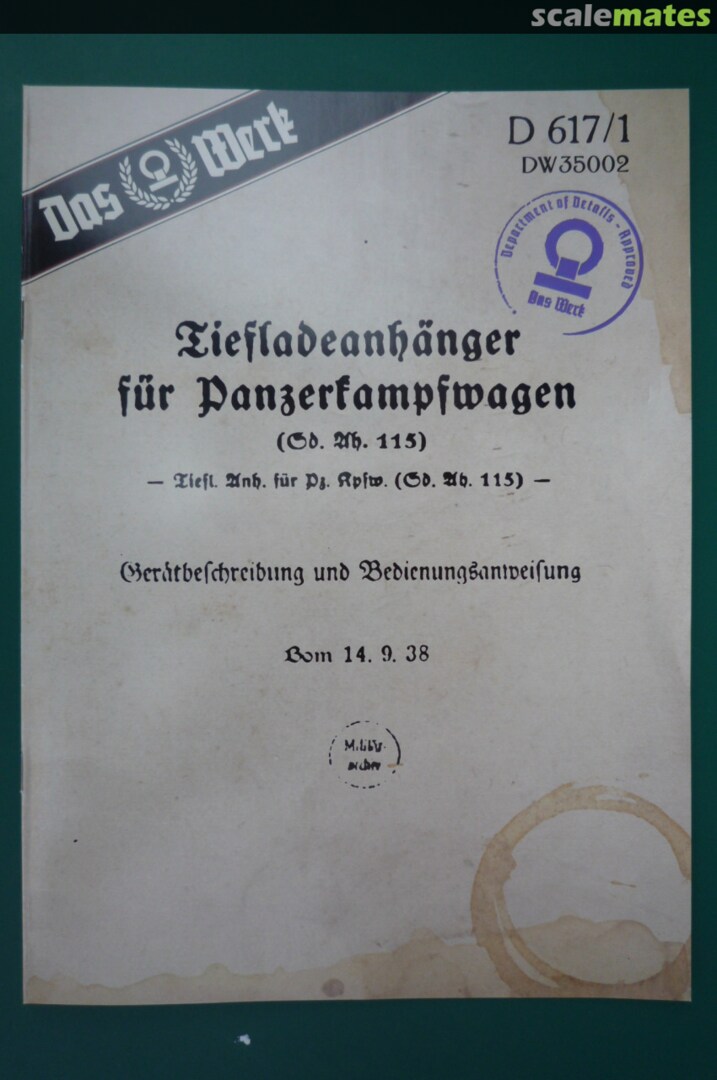 scalemates
Das Werk
D 617/1
DW35002
Department of Details - Approved
Das Werk
Tiefladeanhänger
für Panzerkampfwagen
(Sd. Ah. 115)
— Tiefl. Anh. für Pz. Kpfw. (Sd. Ah. 115) —
Gerätbeschreibung und Bedienungsanweisung
Vom 14. 9. 38